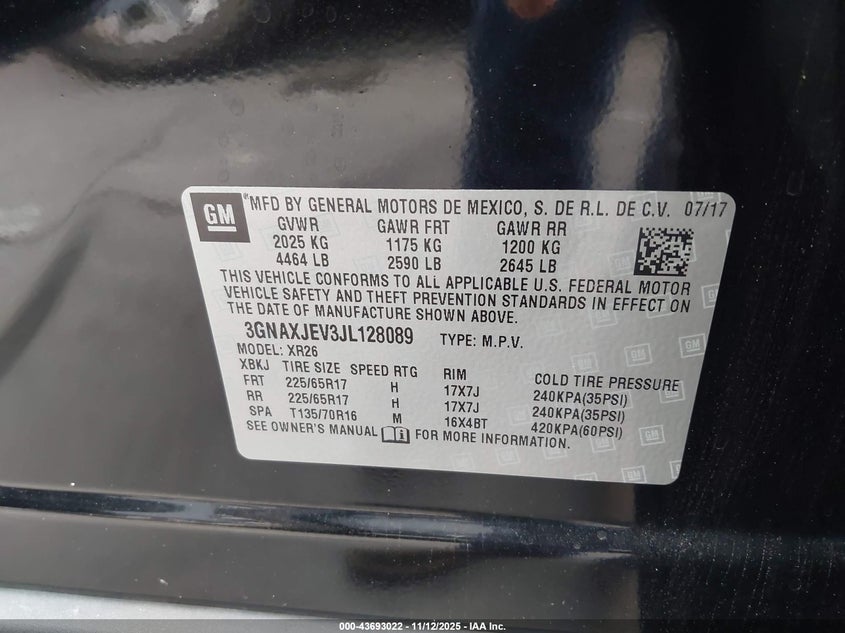 GM
*MFD BY GENERAL MOTORS DE MEXICO, S. DE R.L. DE C.V. 07/17
GVWR GAWR FRT GAWR RR
2025 KG 1175 KG 1200 KG
4464 LB 2590 LB 2645 LB
THIS VEHICLE CONFORMS TO ALL APPLICABLE U.S. FEDERAL MOTOR
VEHICLE SAFETY AND THEFT PREVENTION STANDARDS IN EFFECT ON
THE DATE OF MANUFACTURE SHOWN ABOVE.
3GNAXJEV3JL128089 TYPE: M.P.V.
MODEL: XR26
XBKJ TIRE SIZE SPEED RTG RIM COLD TIRE PRESSURE
FRT 225/65R17 H 17X7J 240KPA(35PSI)
RR 225/65R17 H 17X7J 240KPA(35PSI)
SPA T135/70R16 M 16X4BT 420KPA(60PSI)
SEE OWNER'S MANUAL FOR MORE INFORMATION.
000-43693022 - 11/12/2025 - IAA Inc.